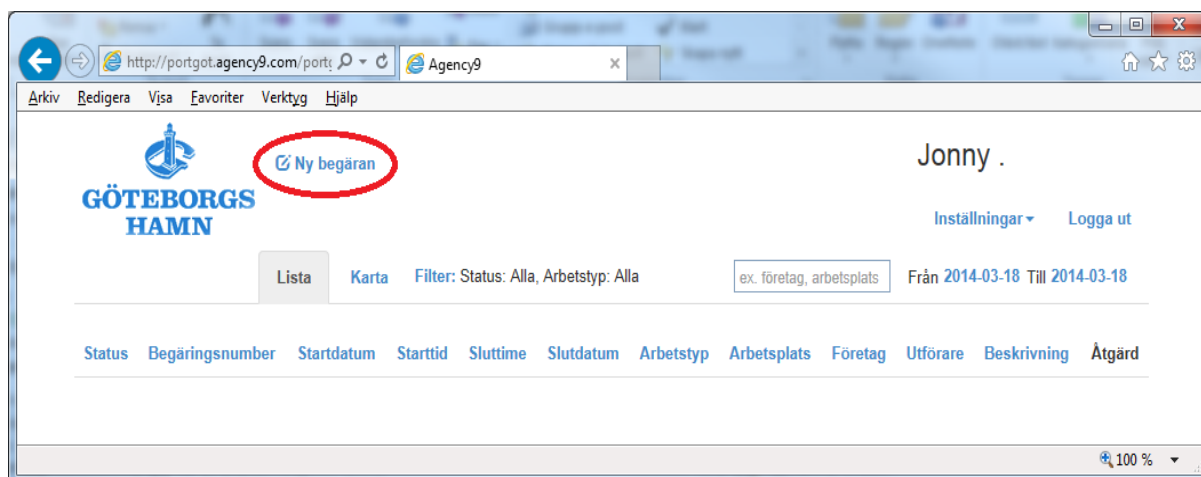 http://portgot.agency9.com/port
Agency9
Arkiv Redigera Visa Favoriter Verktyg Hjälp
GÖTEBORGS
HAMN
Ny begäran
Jonny .
Inställningar Logga ut
Lista Karta Filter: Status: Alla, Arbetstyp: Alla ex. företag, arbetsplats Från 2014-03-18 Till 2014-03-18
Status Begäringsnumber Startdatum Starttid Sluttime Slutdatum Arbetstyp Arbetsplats Företag Utförare Beskrivning Åtgärd
100 %